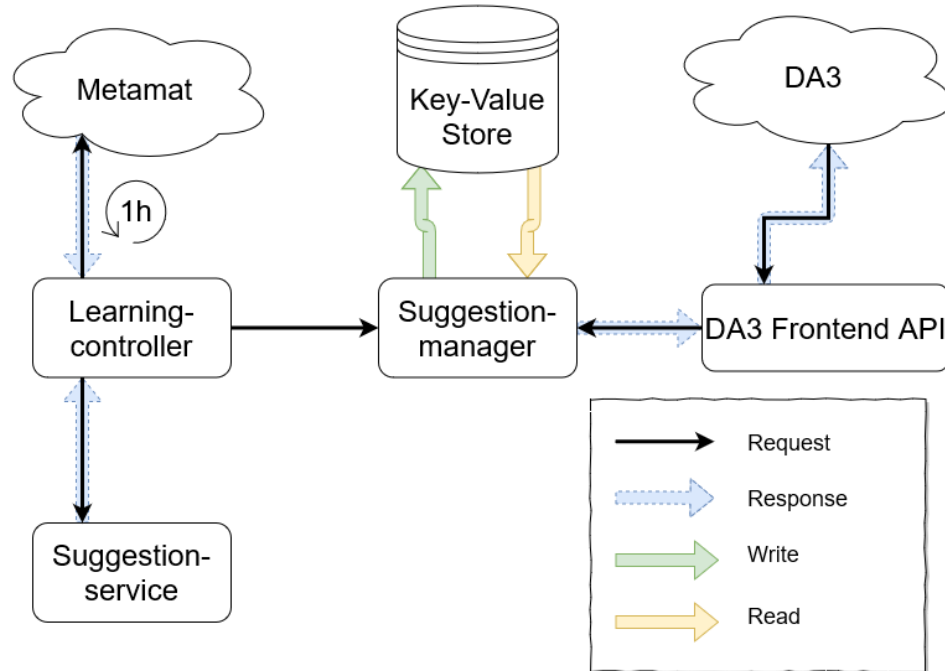 Metamat
Key-Value
Store
DA3
1h
Learning-
controller
Suggestion-
manager
DA3 Frontend API
Suggestion-
service
Request
Response
Write
Read